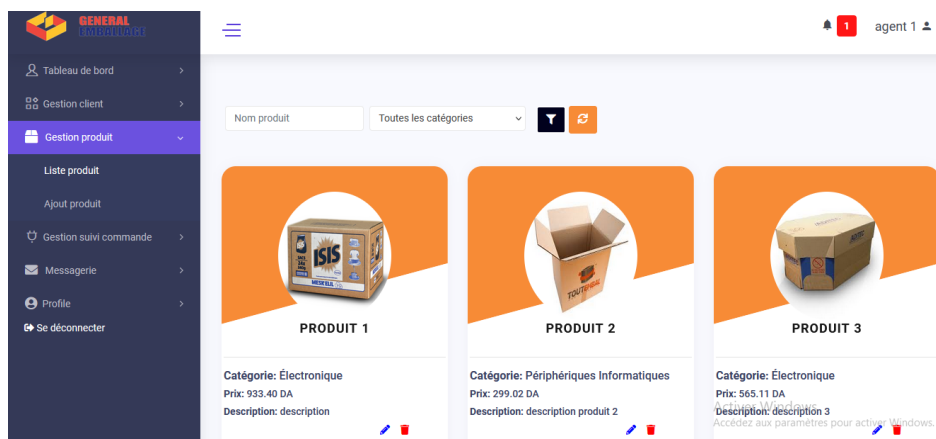 GENERAL
EMBALLAGE
1
agent 1
Tableau de bord
Gestion client
Gestion produit
Liste produit
Ajout produit
Gestion suivi commande
Messagerie
Profile
Se déconnecter
Nom produit
Toutes les catégories
ISIS
TOUT
PRODUIT 1
Catégorie: Électronique
Prix: 933.40 DA
Description: description
PRODUIT 2
Catégorie: Périphériques Informatiques
Prix: 299.02 DA
Description: description produit 2
PRODUIT 3
Catégorie: Électronique
Prix: 565.11 DA
Description: description 3
Activer Windows
Accédez aux paramètres pour activer Windows.